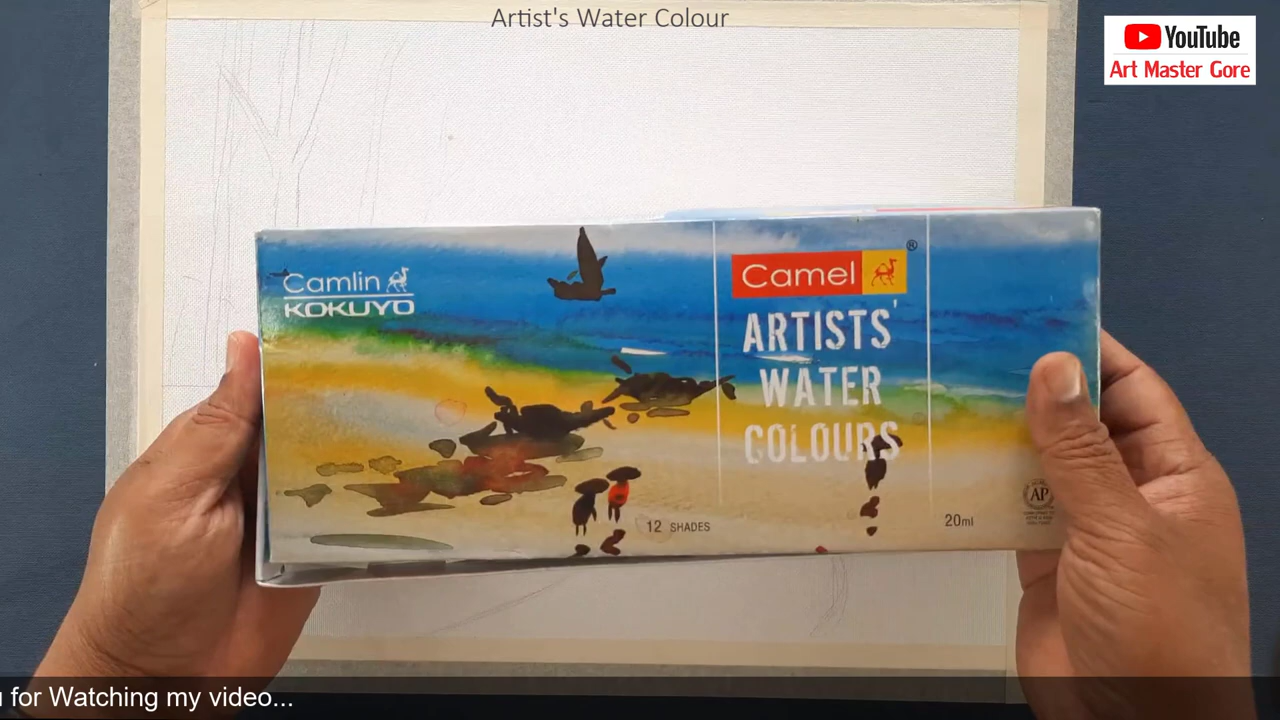 Artist's Water Colour
YouTube
Art Master Gore
Camlin
KOKUYO
Camel ®
ARTISTS'
WATER
COLOURS
12 SHADES
20ml
AP
for Watching my video...